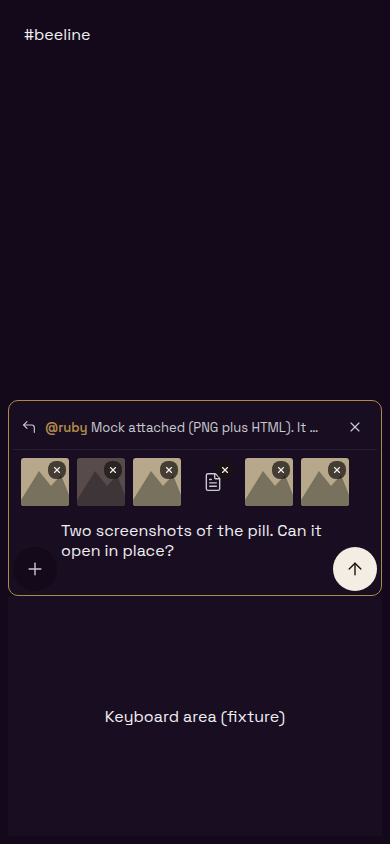 #beeline
@ruby Mock attached (PNG plus HTML). It ...
Two screenshots of the pill. Can it
open in place?
Keyboard area (fixture)